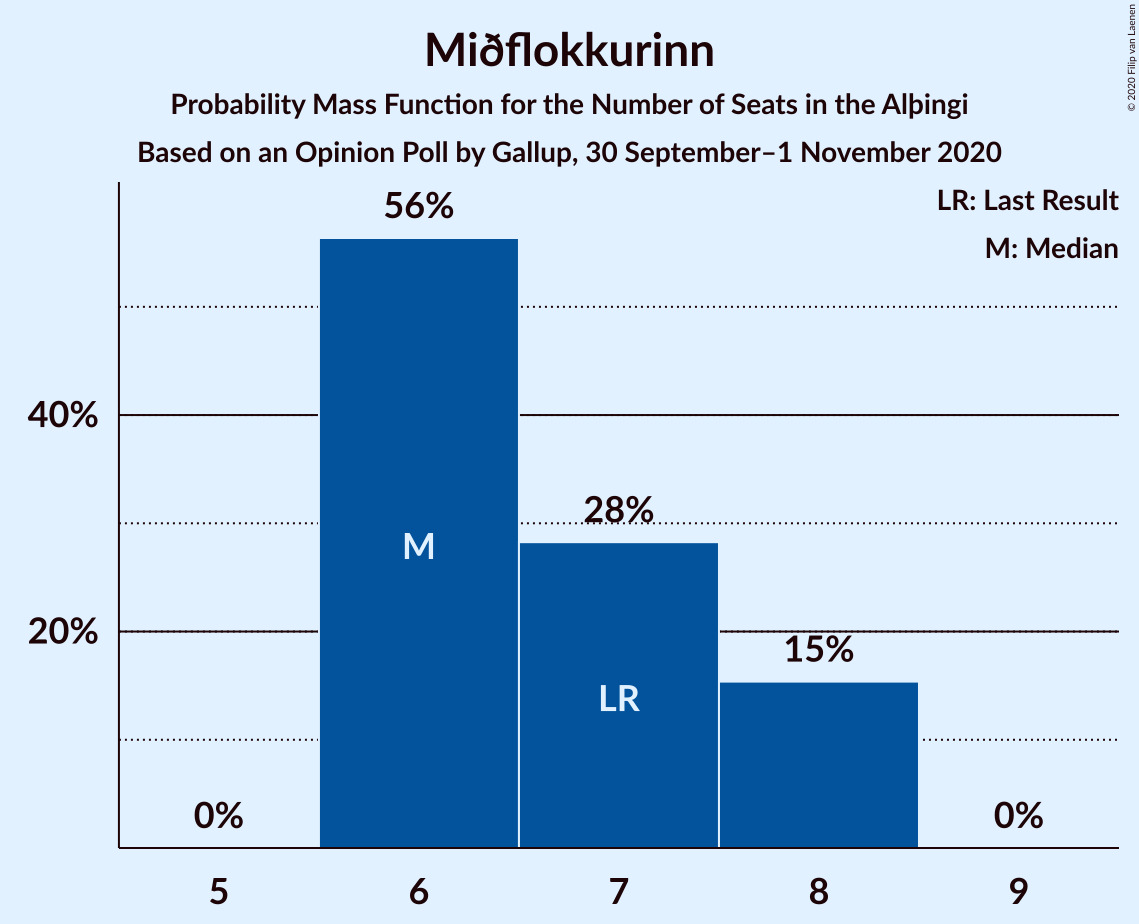 Miðflokkurinn
Probability Mass Function for the Number of Seats in the Alþingi
Based on an Opinion Poll by Gallup, 30 September–1 November 2020
© 2020 Filip van Laenen
LR: Last Result
M: Median
56%
40%
28%
M
20%
15%
LR
0%
0%
5
6
7
8
9